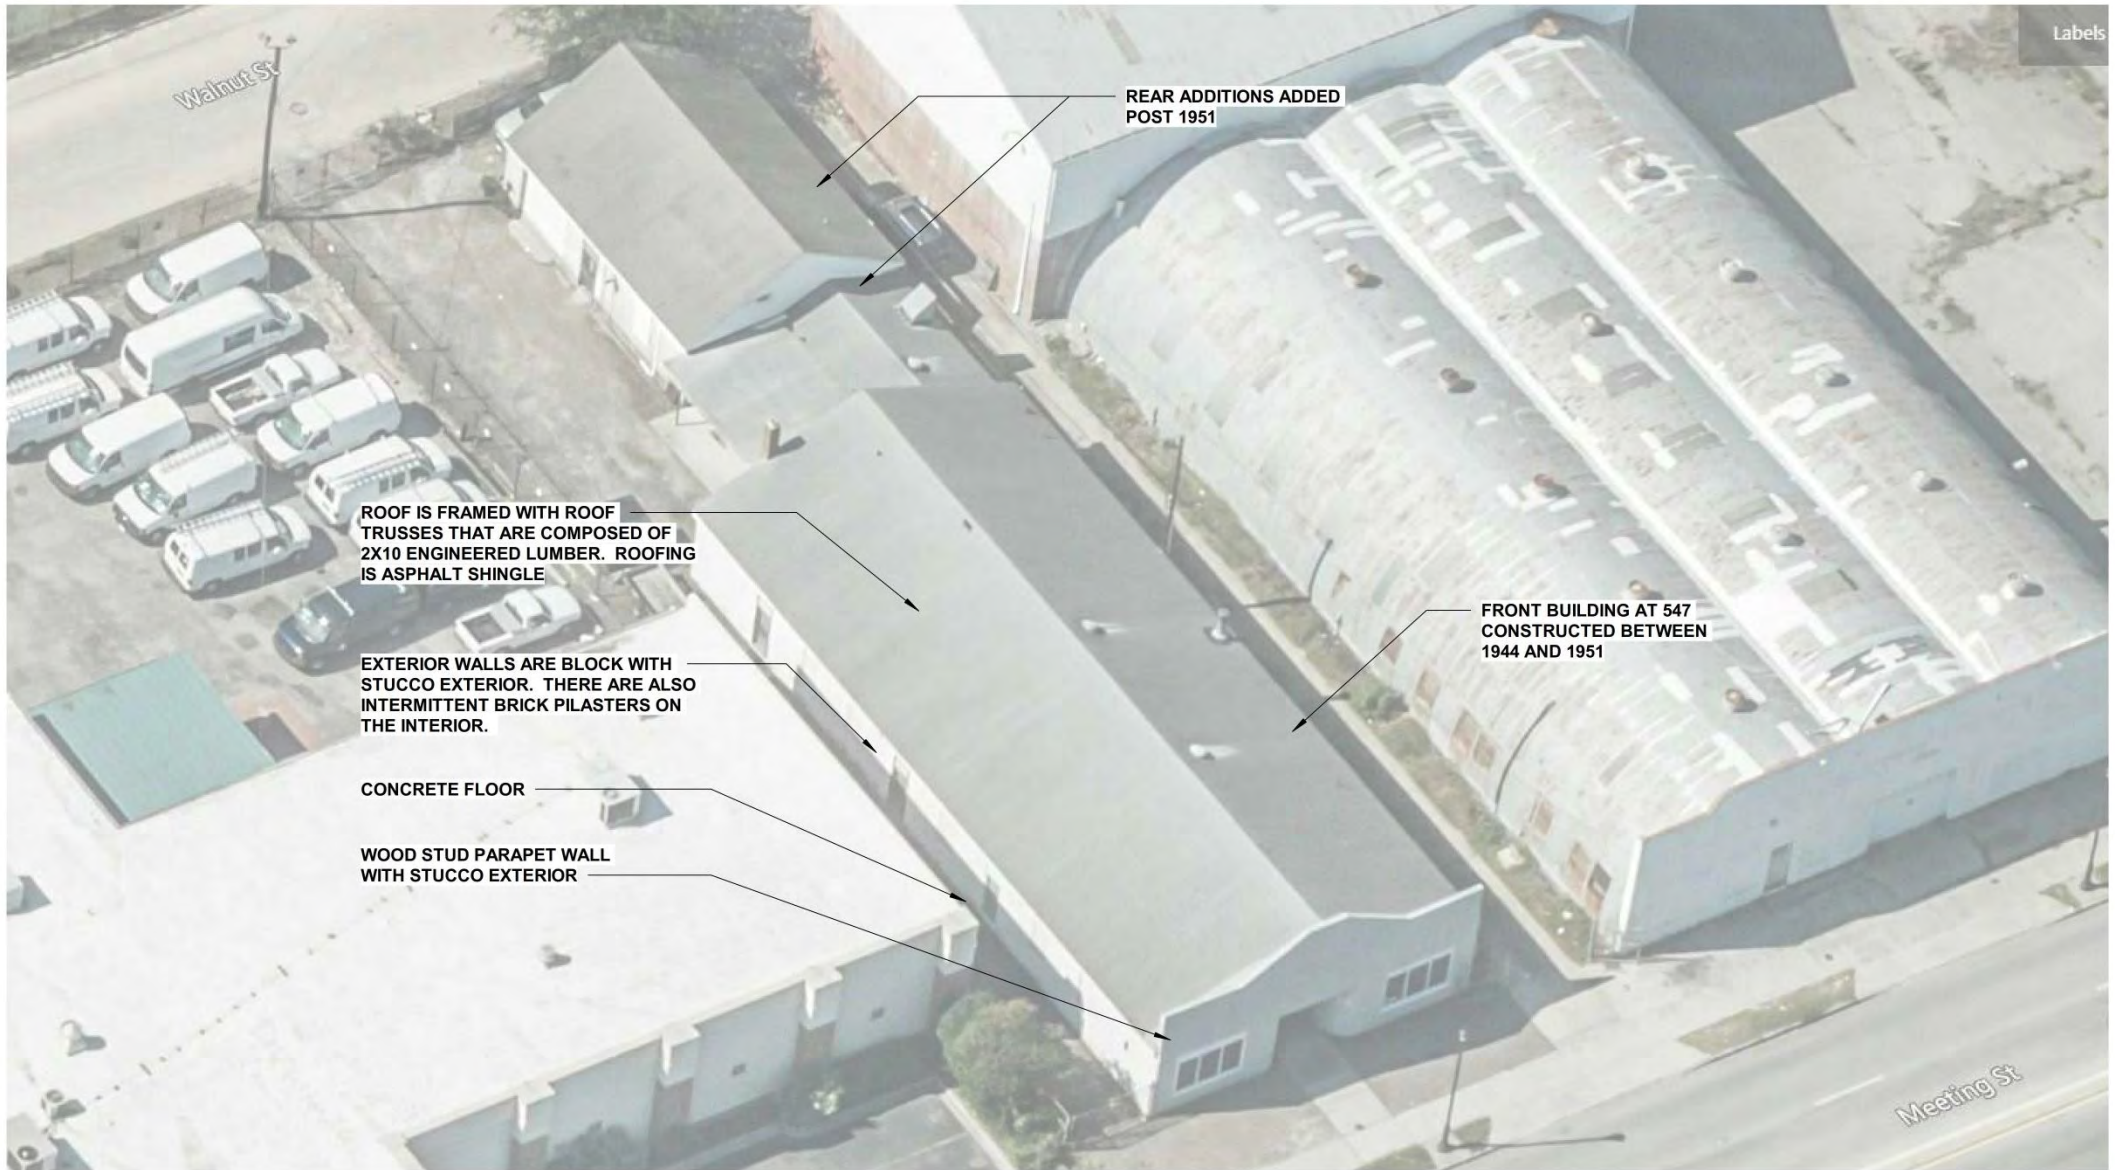 Labels
Walnut St
REAR ADDITIONS ADDED
POST 1951
ROOF IS FRAMED WITH ROOF
TRUSSES THAT ARE COMPOSED OF
2X10 ENGINEERED LUMBER. ROOFING
IS ASPHALT SHINGLE
FRONT BUILDING AT 547
CONSTRUCTED BETWEEN
1944 AND 1951
EXTERIOR WALLS ARE BLOCK WITH
STUCCO EXTERIOR. THERE ARE ALSO
INTERMITTENT BRICK PILASTERS ON
THE INTERIOR.
CONCRETE FLOOR
WOOD STUD PARAPET WALL
WITH STUCCO EXTERIOR
Meeting St